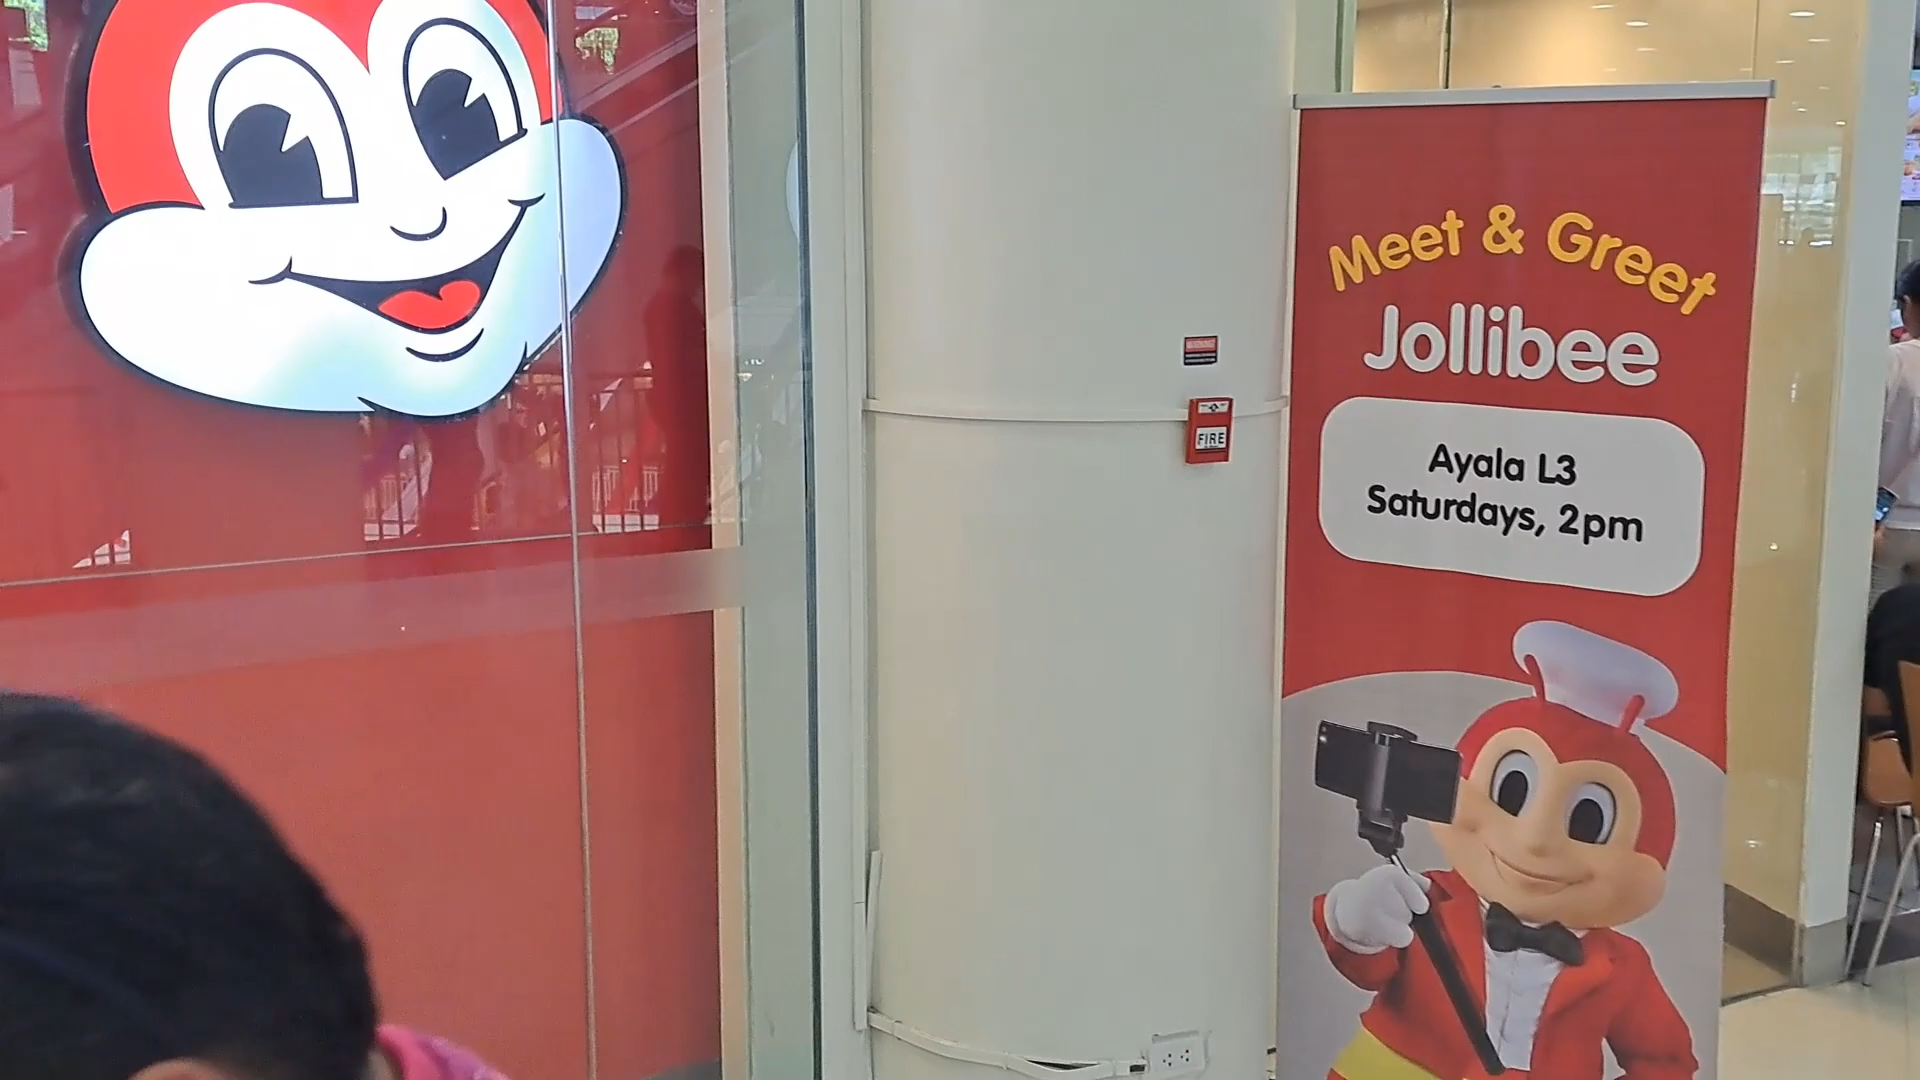 Meet & Greet
Jollibee
Ayala L3
Saturdays, 2pm
FIRE